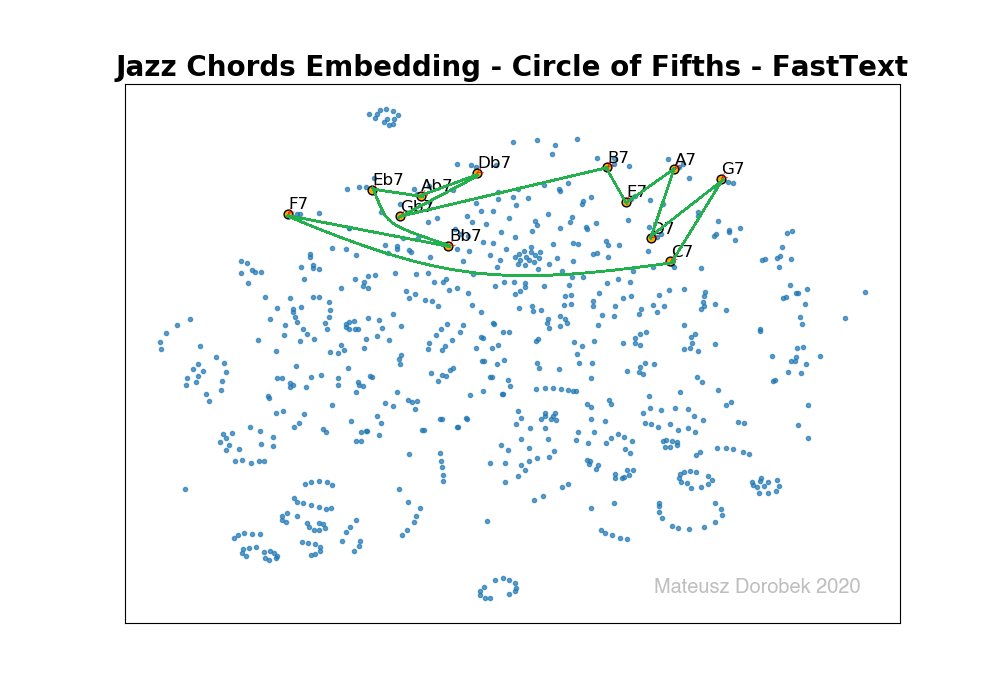 Jazz Chords Embedding - Circle of Fifths - FastText
Db7
B7
A7
G7
Eb7
Ab7
E7
F7
Gb7
Bb7
D7
C7
Mateusz Dorobek 2020